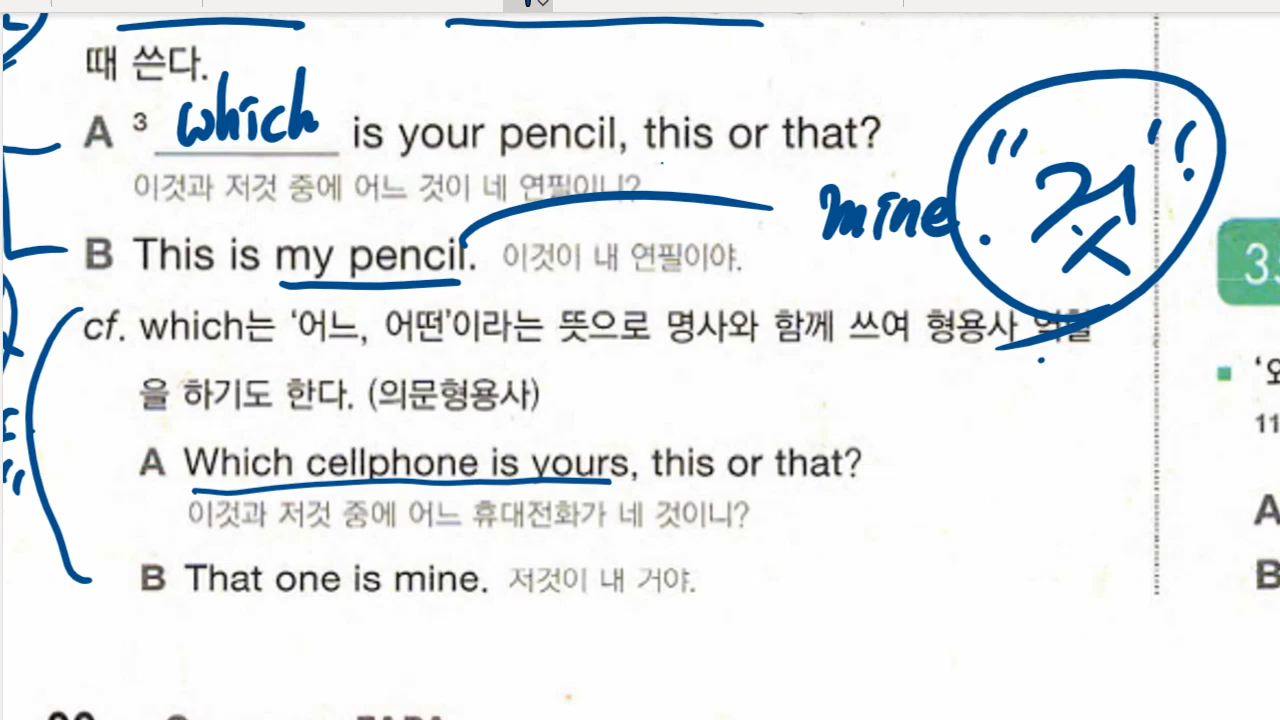 때 쓴다.
A 3 which is your pencil, this or that?
이것과 저것 중에 어느 것이 네 연필이니?
mine "것"
B This is my pencil. 이것이 내 연필이야.
cf. which는 '어느, 어떤'이라는 뜻으로 명사와 함께 쓰여 형용사 역할
을 하기도 한다. (의문형용사)
A Which cellphone is yours, this or that?
이것과 저것 중에 어느 휴대전화가 네 것이니?
B That one is mine. 저것이 내 거야.
11
A
B